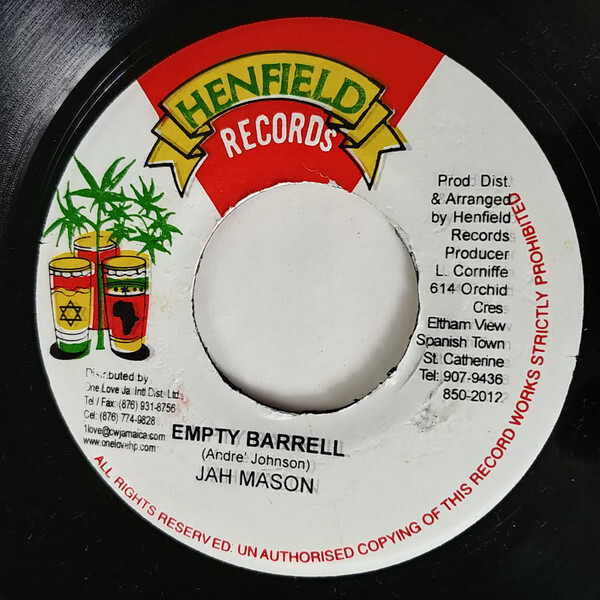 HENFIELD
RECORDS
Prod. Dist.
& Arranged
by Henfield
Records
Producer
L. Corniffe
614 Orchid
Cres
Eltham View
Spanish Town
St. Catherine
Tel: 907-9436
850-2012
Distributed by
One Love Ja. Intl Dist. Ltd.
Tel / Fax: (876) 931-8756
Cel: (876) 774-9828
1love@cwjamaica.com
www.onelovehp.com
EMPTY BARRELL
(Andre' Johnson)
JAH MASON
ALL RIGHTS RESERVED. UN AUTHORISED COPYING OF THIS RECORD WORKS STRICTLY PROHIBITED